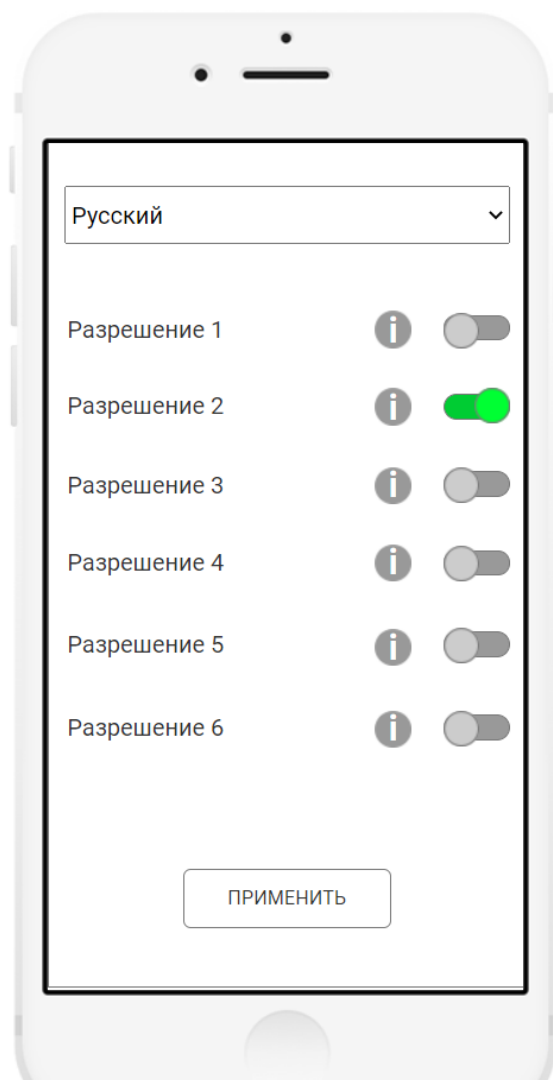 Русский
Разрешение 1
Разрешение 2
Разрешение 3
Разрешение 4
Разрешение 5
Разрешение 6
ПРИМЕНИТЬ